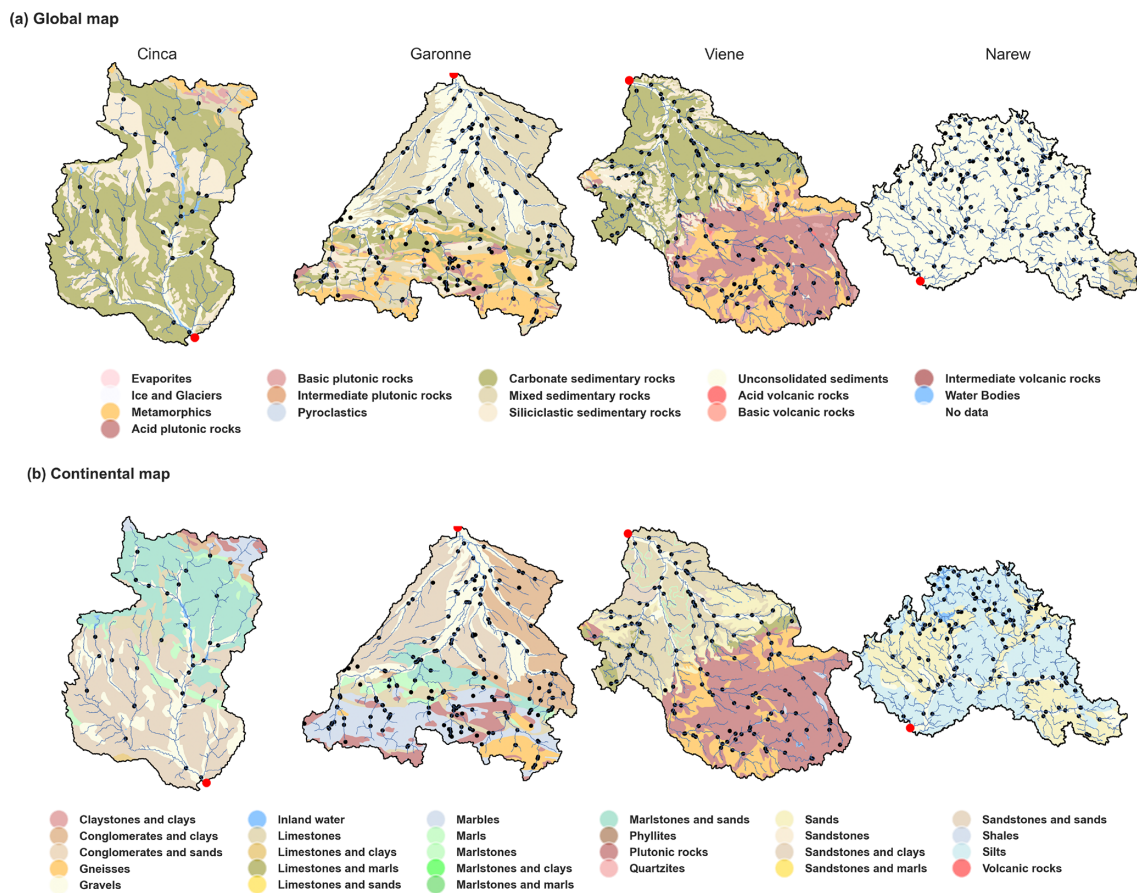 (a) Global map
Cinca Garonne Viene Narew
Evaporites Basic plutonic rocks Carbonate sedimentary rocks Unconsolidated sediments Intermediate volcanic rocks
Ice and Glaciers Intermediate plutonic rocks Mixed sedimentary rocks Acid volcanic rocks Water Bodies
Metamorphics Pyroclastics Siliciclastic sedimentary rocks Basic volcanic rocks No data
Acid plutonic rocks
(b) Continental map
Claystones and clays Inland water Marbles Marlstones and sands Sands Sandstones and sands
Conglomerates and clays Limestones Marls Phyllites Sandstones Shales
Conglomerates and sands Limestones and clays Marlstones Plutonic rocks Sandstones and clay Silts
Gneisses Limestones and marls Marlstones and clays Quartzites Sandstones and marls Volcanic rocks
Gravels Limestones and sands Marlstones and marls